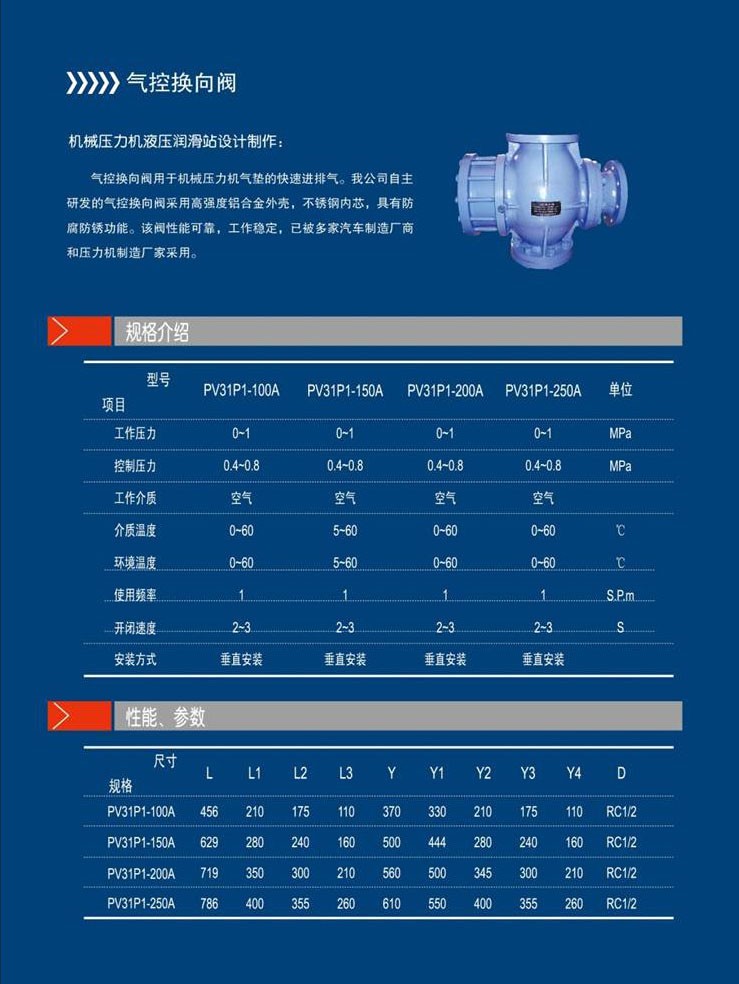 气控换向阀
机械压力机液压润滑站设计制作：
气控换向阀用于机械压力机气垫的快速进排气。我公司自主
研发的气控换向阀采用高强度铝合金外壳，不锈钢内芯，具有防
腐防锈功能。该阀性能可靠，工作稳定，已被多家汽车制造厂商
和压力机制造厂家采用。
规格介绍
型号
项目 PV31P1-100A PV31P1-150A PV31P1-200A PV31P1-250A 单位
工作压力 0~1 0~1 0~1 0~1 MPa
控制压力 0.4~0.8 0.4~0.8 0.4~0.8 0.4~0.8 MPa
工作介质 空气 空气 空气 空气
介质温度 0~60 5~60 0~60 0~60 ℃
环境温度 0~60 5~60 0~60 0~60 ℃
使用频率 1 1 1 1 S.P.m
开闭速度 2~3 2~3 2~3 2~3 S
安装方式 垂直安装 垂直安装 垂直安装 垂直安装
性能、参数
尺寸
规格 L L1 L2 L3 Y Y1 Y2 Y3 Y4 D
PV31P1-100A 456 210 175 110 370 330 210 175 110 RC1/2
PV31P1-150A 629 280 240 160 500 444 280 240 160 RC1/2
PV31P1-200A 719 350 300 210 560 500 345 300 210 RC1/2
PV31P1-250A 786 400 355 260 610 550 400 355 260 RC1/2